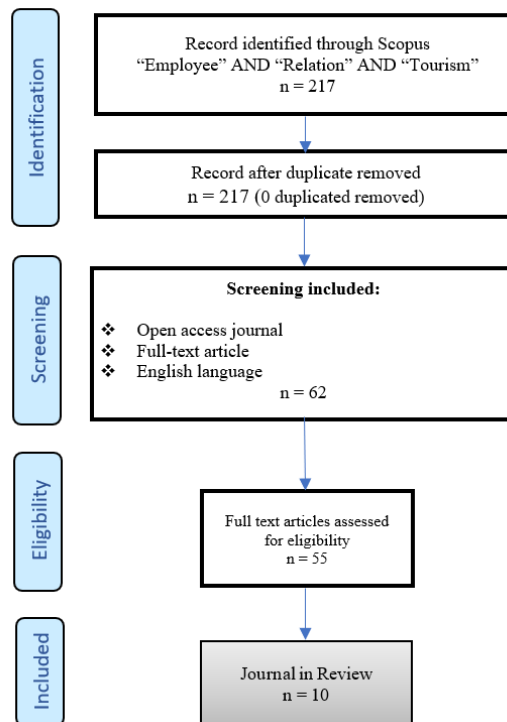 Identification
Record identified through Scopus
“Employee” AND “Relation” AND “Tourism”
n = 217
Record after duplicate removed
n = 217 (0 duplicated removed)
Screening
Screening included:
❖ Open access journal
❖ Full-text article
❖ English language
n = 62
Eligibility
Full text articles assessed
for eligibility
n = 55
Included
Journal in Review
n = 10